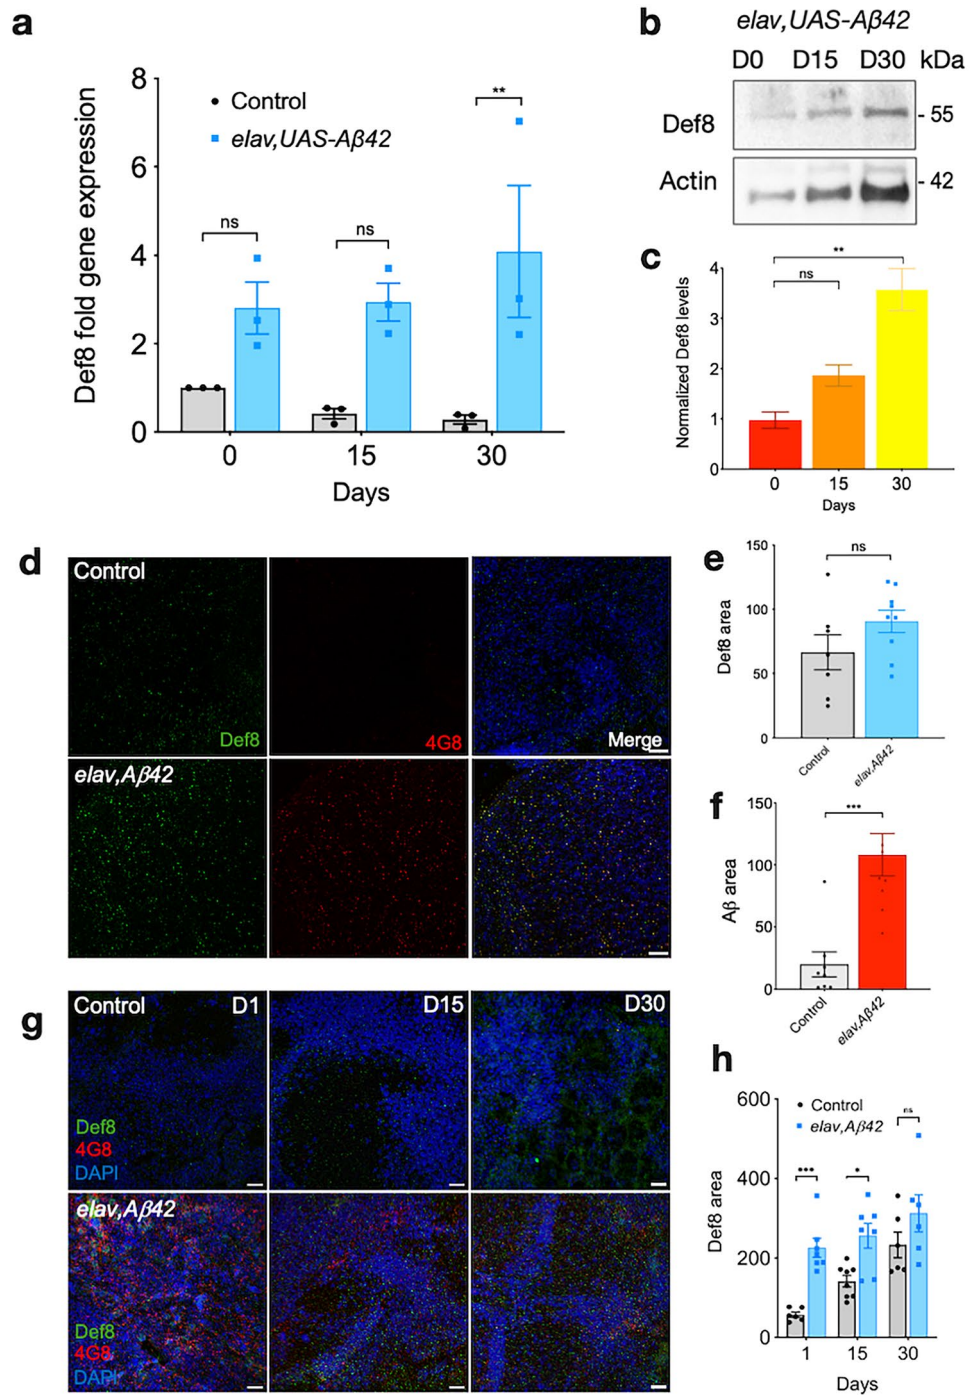 a
Def8 fold gene expression
8
6
4
2
0
Control
elav,UAS-Aβ42
ns
ns
**
0
15
30
Days
b
elav,UAS-Aβ42
D0
D15
D30
kDa
Def8
- 55
Actin
- 42
c
Normalized Def8 levels
4
3
2
1
0
ns
**
0
15
30
Days
d
Control
Def8
4G8
Merge
elav,Aβ42
e
Def8 area
150
100
50
0
ns
Control
elav,Aβ42
f
Aβ area
150
100
50
0
***
Control
elav,Aβ42
g
Control
D1
D15
D30
Def8
4G8
DAPI
elav,Aβ42
Def8
4G8
DAPI
h
Def8 area
600
400
200
0
Control
elav,Aβ42
***
*
ns
1
15
30
Days